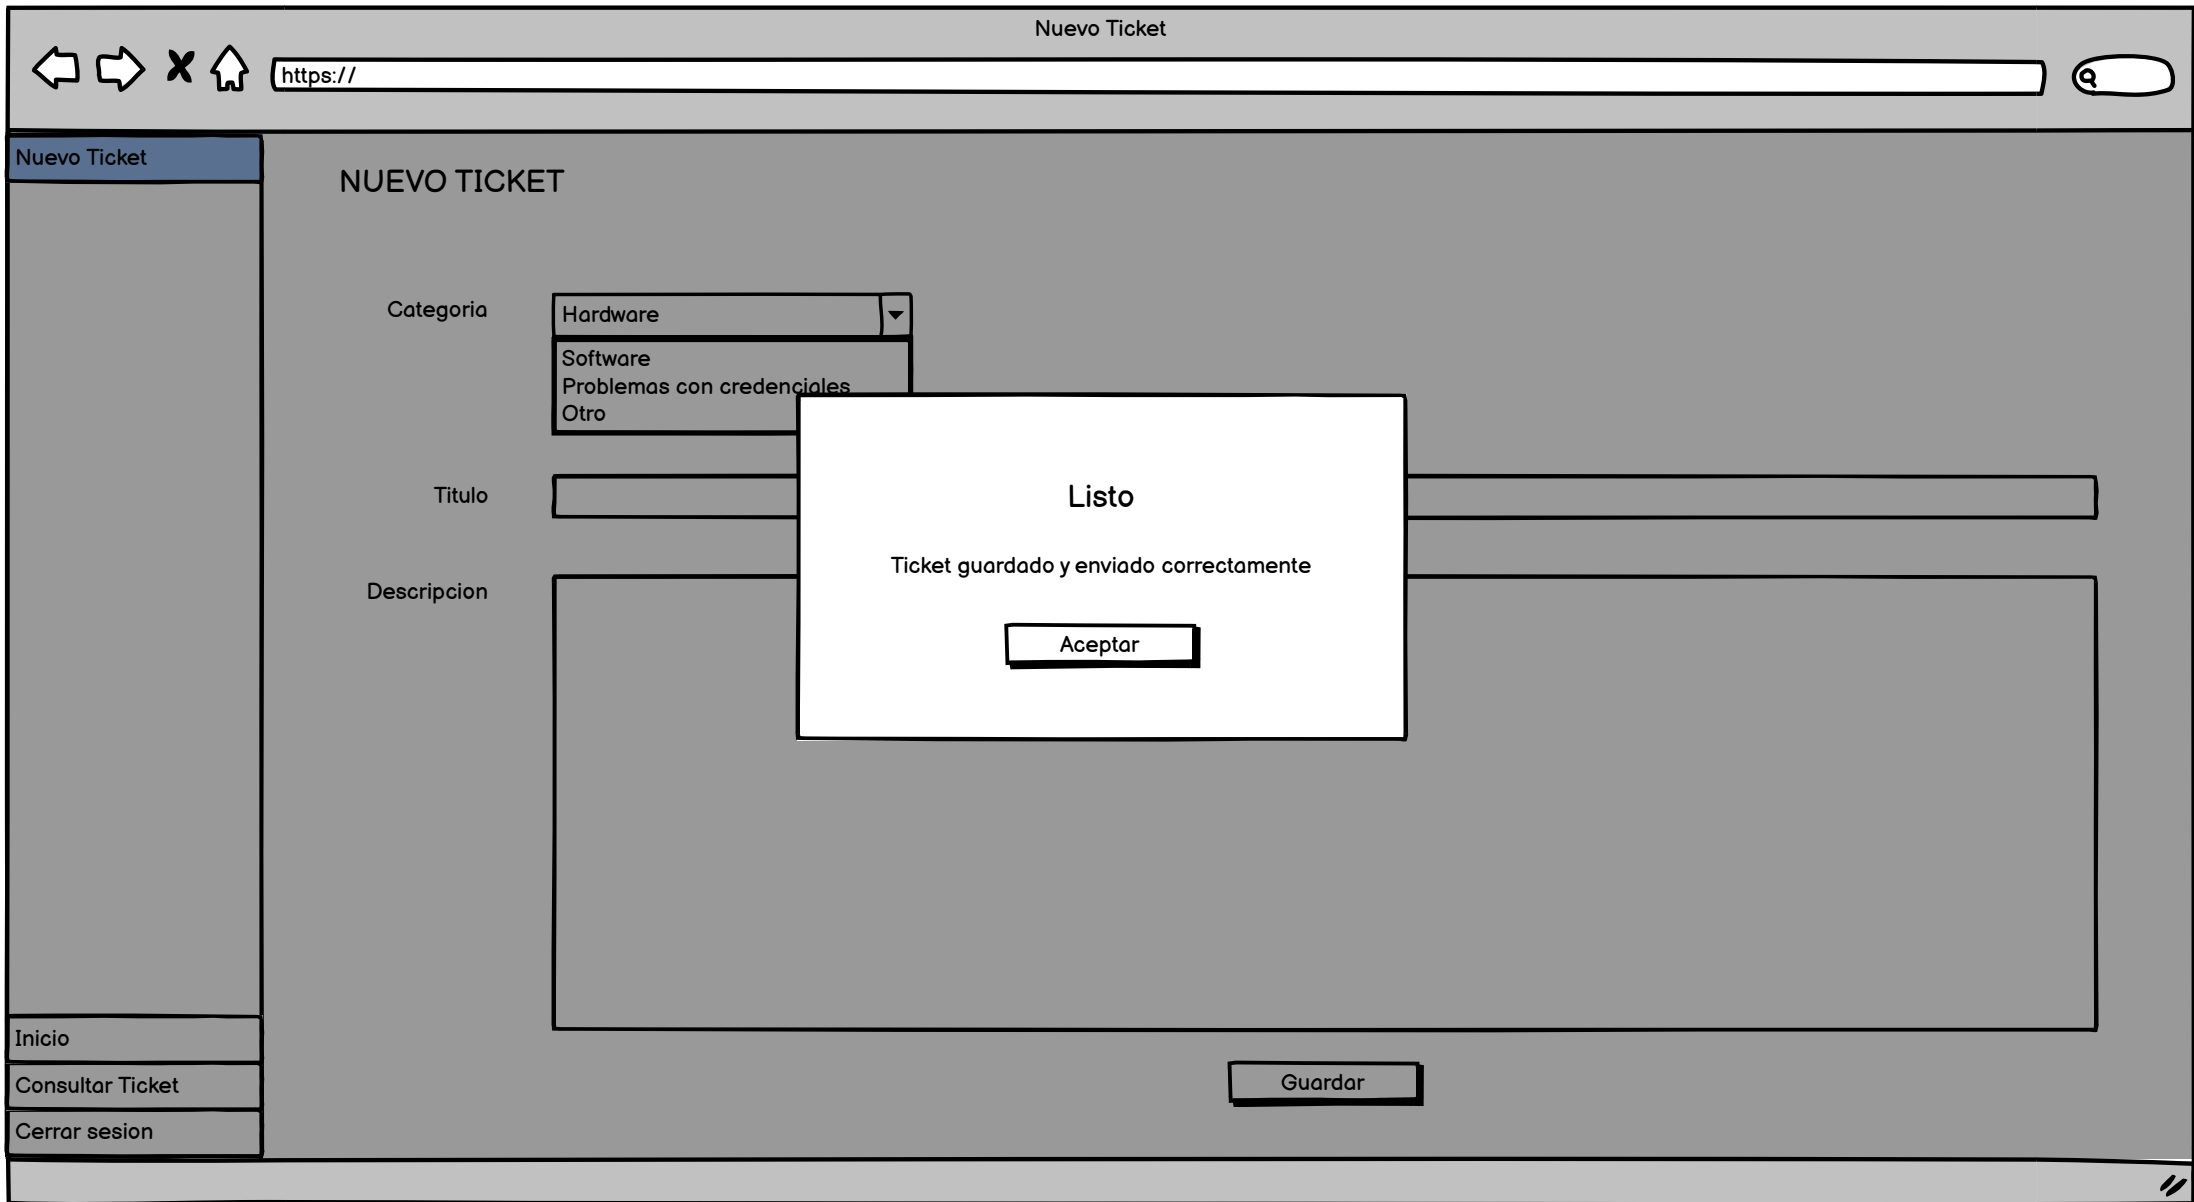 Nuevo Ticket
https://
Nuevo Ticket
NUEVO TICKET
Categoria
Hardware
Software
Problemas con credenciales
Otro
Titulo
Listo
Ticket guardado y enviado correctamente
Descripcion
Aceptar
Inicio
Consultar Ticket
Guardar
Cerrar sesion